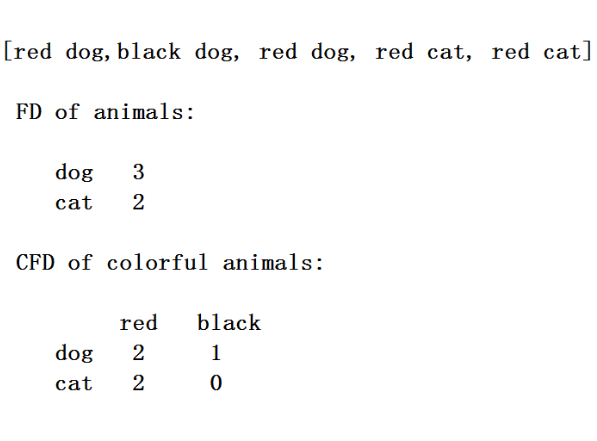 [red dog,black dog, red dog, red cat, red cat]
FD of animals:
dog 3
cat 2
CFD of colorful animals:
red black
dog 2 1
cat 2 0